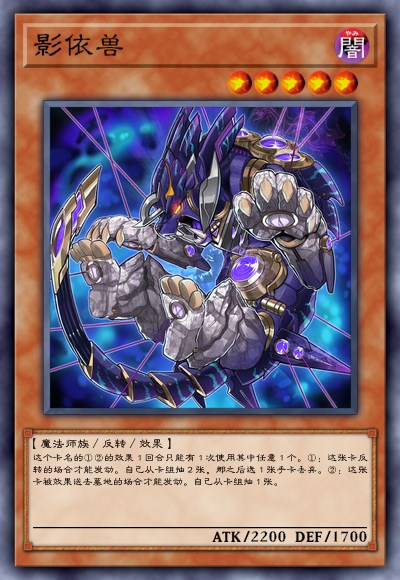 影依兽
やみ
闇
【魔法师族／反转／效果】
这个卡名的①②的效果1回合只能有1次使用其中任意1个。①：这张卡反
转的场合才能发动。自己从卡组抽2张，那之后选1张手卡丢弃。②：这张
卡被效果送去墓地的场合才能发动。自己从卡组抽1张。
ATK/2200 DEF/1700